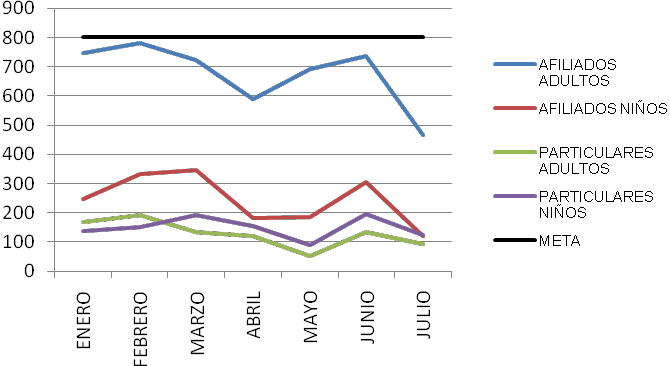 900
800
700
600
500
400
300
200
100
0
ENERO
FEBRERO
MARZO
ABRIL
MAYO
JUNIO
JULIO
AFILIADOS
ADULTOS
AFILIADOS NIÑOS
PARTICULARES
ADULTOS
PARTICULARES
NIÑOS
META